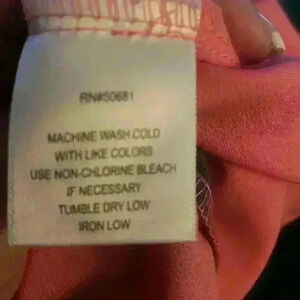 RN#50681
MACHINE WASH COLD
WITH LIKE COLORS
USE NON-CHLORINE BLEACH
IF NECESSARY
TUMBLE DRY LOW
IRON LOW